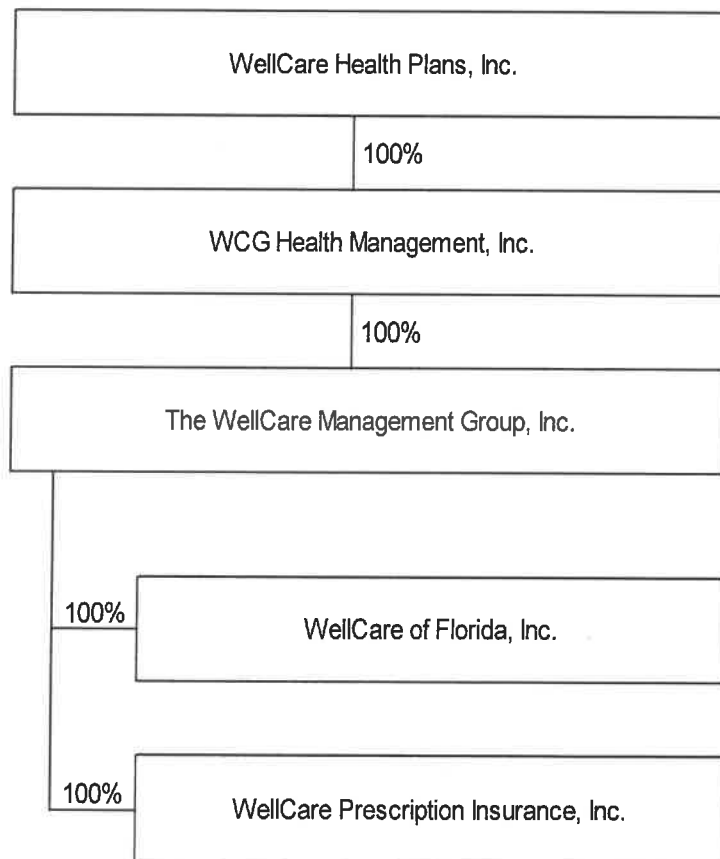 WellCare Health Plans, Inc.
100%
WCG Health Management, Inc.
100%
The WellCare Management Group, Inc.
100%
WellCare of Florida, Inc.
100%
WellCare Prescription Insurance, Inc.